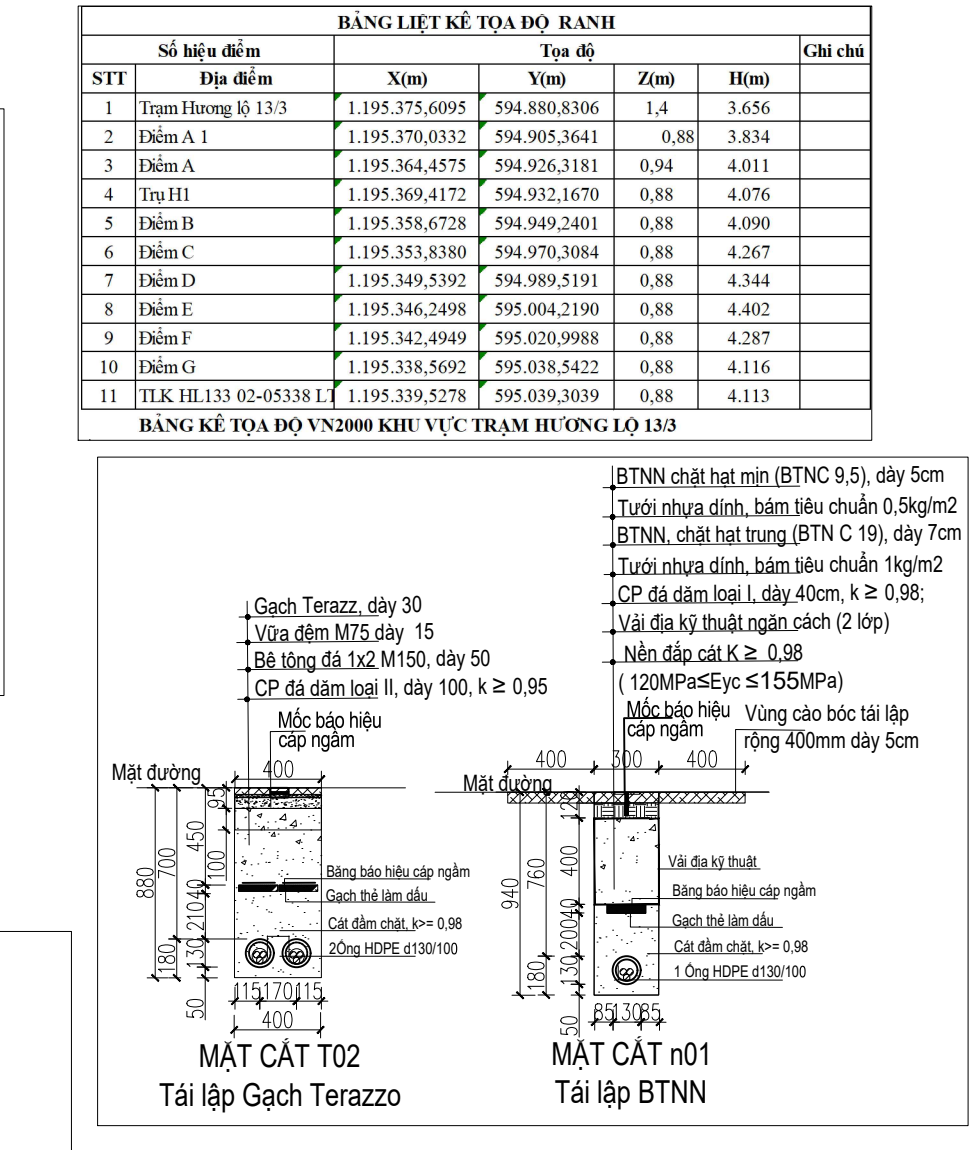 BẢNG LIỆT KÊ TỌA ĐỘ RANH
Số hiệu điểm Tọa độ Ghi chú
STT Địa điểm X(m) Y(m) Z(m) H(m)
1 Trạm Hương lộ 13/3 1.195.375,6095 594.880,8306 1,4 3.656
2 Điểm A 1 1.195.370,0332 594.905,3641 0,88 3.834
3 Điểm A 1.195.364,4575 594.926,3181 0,94 4.011
4 Trụ H1 1.195.369,4172 594.932,1670 0,88 4.076
5 Điểm B 1.195.358,6728 594.949,2401 0,88 4.090
6 Điểm C 1.195.353,8380 594.970,3084 0,88 4.267
7 Điểm D 1.195.349,5392 594.989,5191 0,88 4.344
8 Điểm E 1.195.346,2498 595.004,2190 0,88 4.402
9 Điểm F 1.195.342,4949 595.020,9988 0,88 4.287
10 Điểm G 1.195.338,5692 595.038,5422 0,88 4.116
11 TLK HL133 02-05338 LT 1.195.339,5278 595.039,3039 0,88 4.113
BẢNG KÊ TỌA ĐỘ VN2000 KHU VỰC TRẠM HƯƠNG LỘ 13/3
BTNN chặt hạt mịn (BTNC 9,5), dày 5cm
Tưới nhựa dính, bám tiêu chuẩn 0,5kg/m2
BTNN, chặt hạt trung (BTN C 19), dày 7cm
Tưới nhựa dính, bám tiêu chuẩn 1kg/m2
CP đá dăm loại I, dày 40cm, k ≥ 0,98;
Vải địa kỹ thuật ngăn cách (2 lớp)
Nền đắp cát K ≥ 0,98
( 120MPa≤Eyc ≤155MPa)
Mốc báo hiệu
cáp ngầm
Vùng cào bóc tái lập
rộng 400mm dày 5cm
400 300 400
Mặt đường
120
400
40
200
130
50
760
180
940
Vải địa kỹ thuật
Băng báo hiệu cáp ngầm
Gạch thẻ làm dấu
Cát đầm chặt, k>= 0,98
1 Ống HDPE d130/100
85 130 85
MẶT CẮT n01
Tái lập BTNN
Gạch Terazz, dày 30
Vữa đệm M75 dày 15
Bê tông đá 1x2 M150, dày 50
CP đá dăm loại II, dày 100, k ≥ 0,95
Mốc báo hiệu
cáp ngầm
Mặt đường
400
95
100
450
40
210
130
50
700
180
880
Băng báo hiệu cáp ngầm
Gạch thẻ làm dấu
Cát đầm chặt, k>= 0,98
2Ống HDPE d130/100
115 170 115
400
MẶT CẮT T02
Tái lập Gạch Terazzo